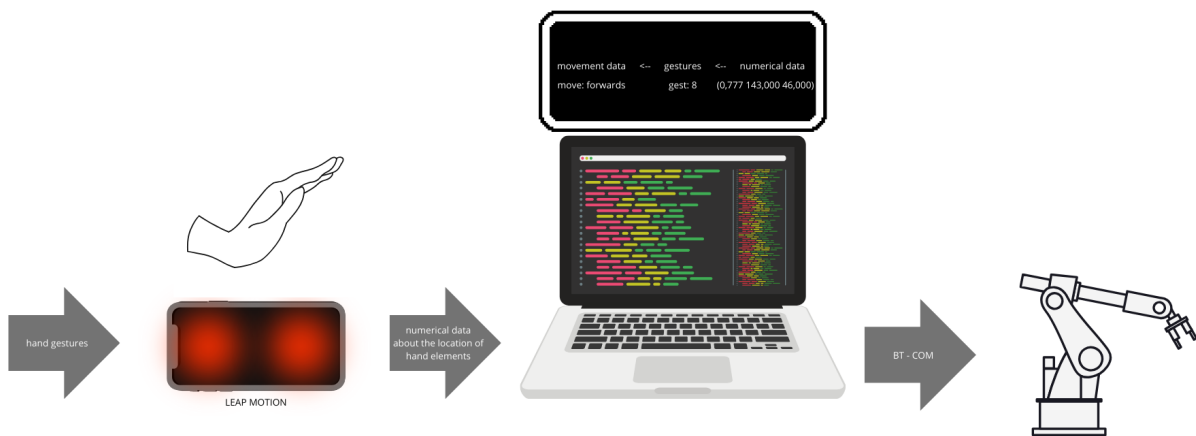 movement data <-- gestures <-- numerical data
move: forwards gest: 8 (0,777 143,000 46,000)
hand gestures
LEAP MOTION
numerical data
about the location of
hand elements
BT - COM